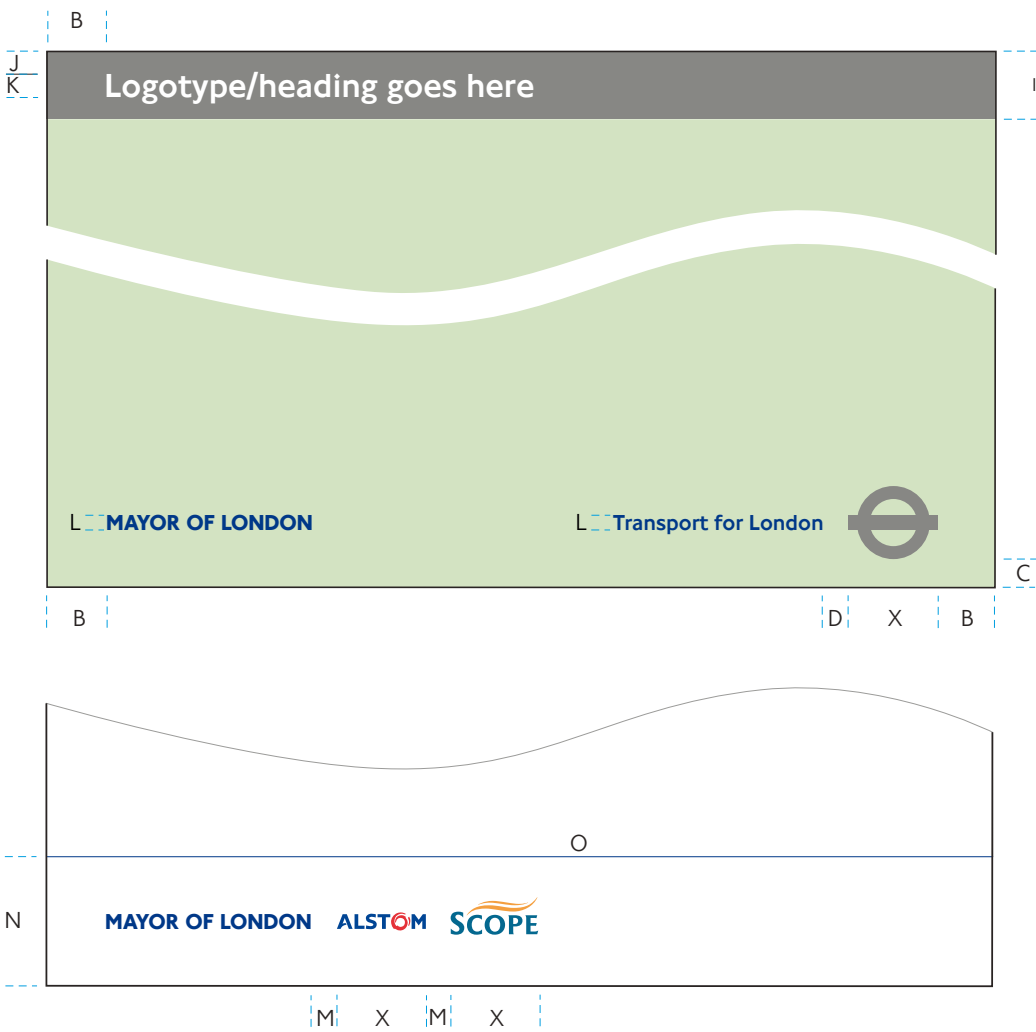 B
J
K
Logotype/heading goes here
I
L MAYOR OF LONDON
L Transport for London
C
B D X B
O
N
MAYOR OF LONDON ALSTOM SCOPE
M X M X